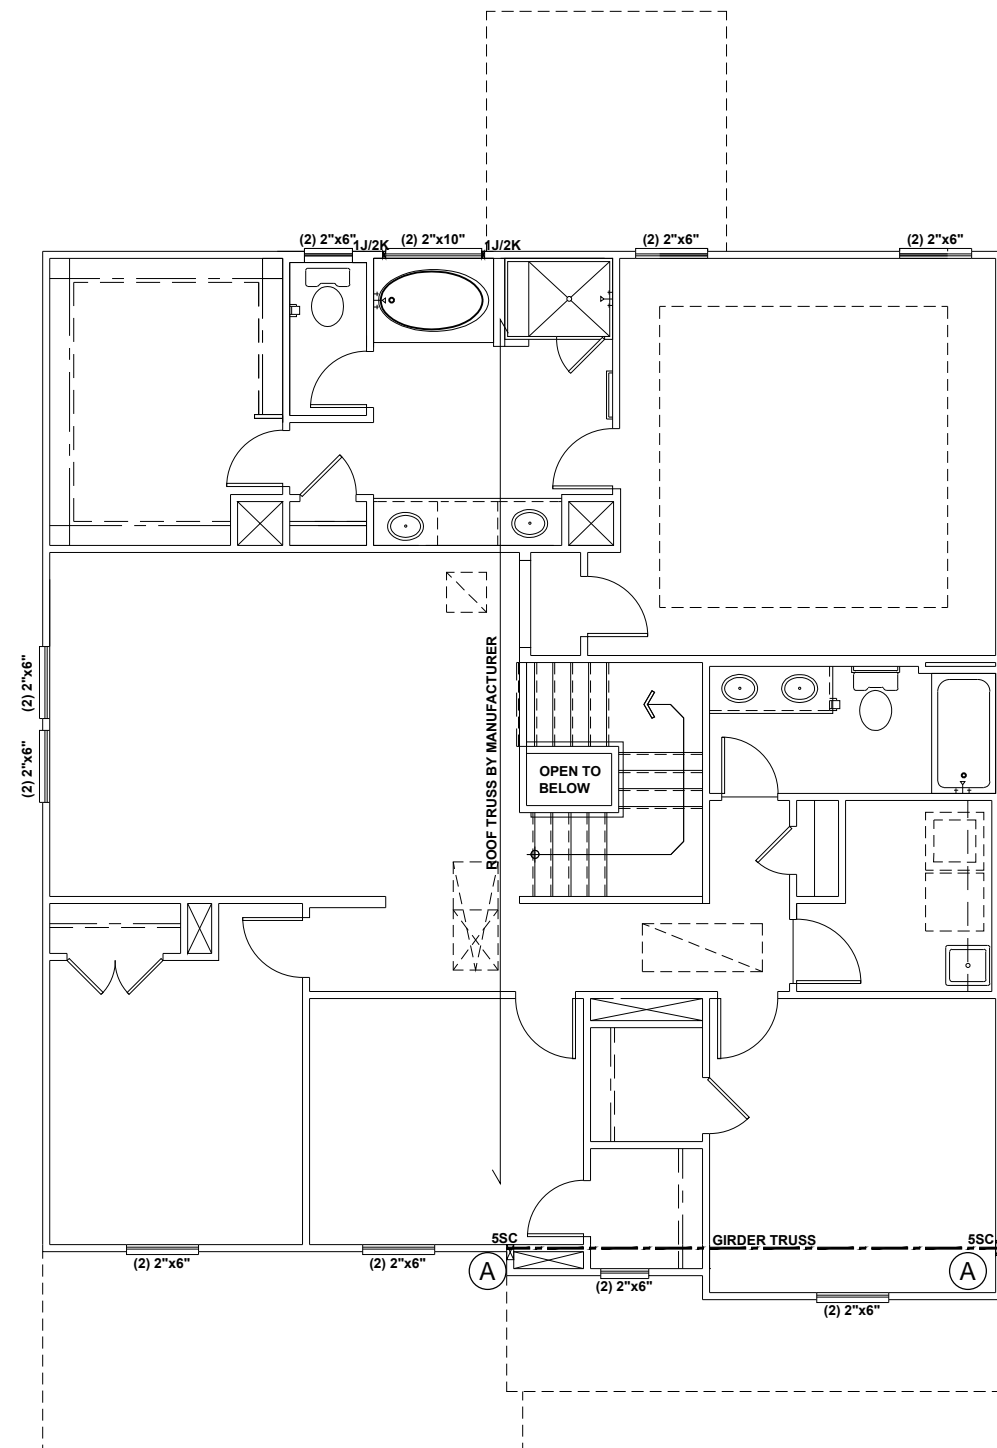 (2) 2"x6"
1J/2K
(2) 2"x10"
1J/2K
(2) 2"x6"
(2) 2"x6"
(2) 2"x6"
(2) 2"x6"
ROOF TRUSS BY MANUFACTURER
OPEN TO
BELOW
5SC
GIRDER TRUSS
5SC
(2) 2"x6"
(2) 2"x6"
A
(2) 2"x6"
A
(2) 2"x6"